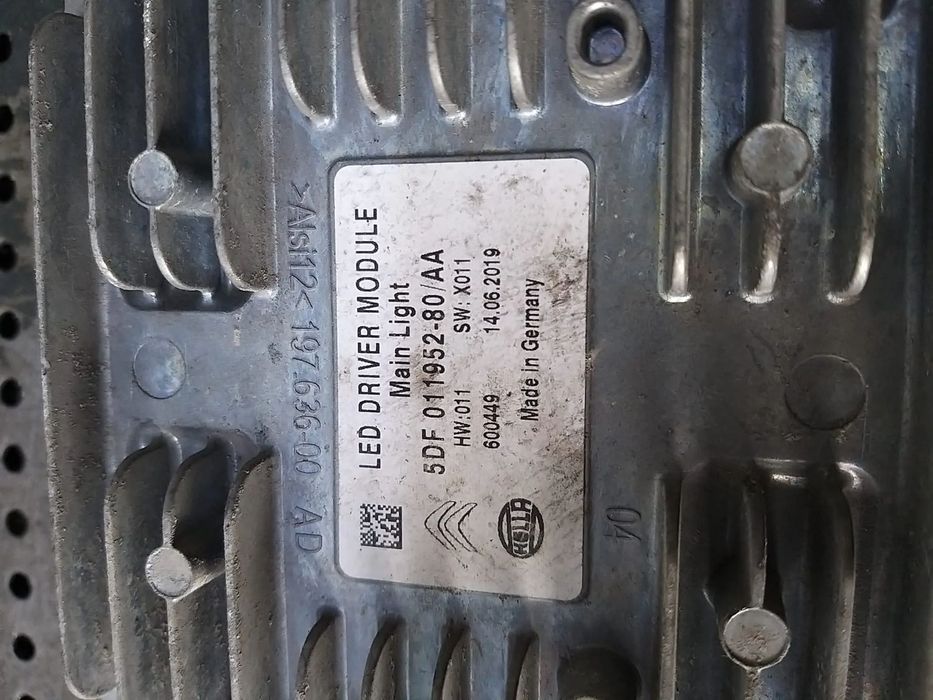 >AlSi12< 197.636-00 AD
LED DRIVER MODULE
Main Light
5DF 011952-80/AA
HW:011 SW: X011
600449 14.06.2019
Made in Germany
HELLA
04